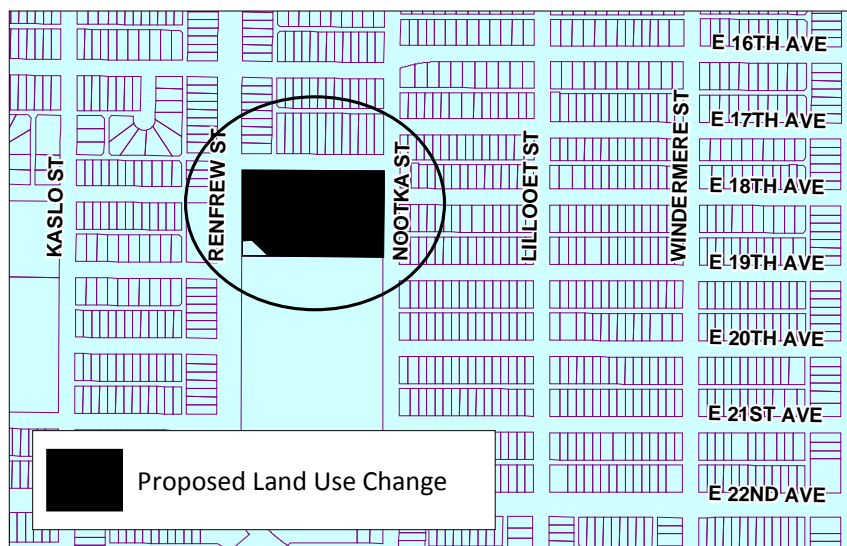 E 16TH AVE
E 17TH AVE
E 18TH AVE
E 19TH AVE
E 20TH AVE
E 21ST AVE
E 22ND AVE
KASLO ST
RENFREW ST
NOOTKA ST
LILLOOET ST
WINDERMERE ST
Proposed Land Use Change